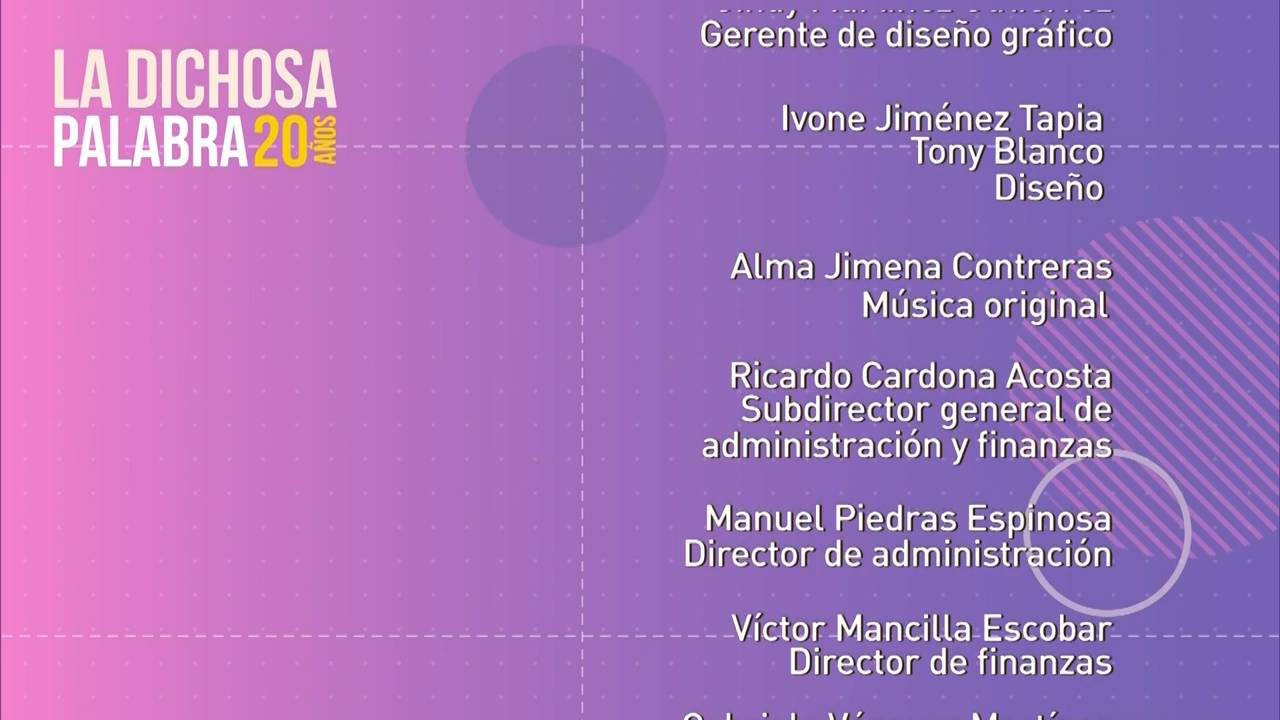 LA DICHOSA
PALABRA 20 AÑOS
Gerente de diseño gráfico
Ivone Jiménez Tapia
Tony Blanco
Diseño
Alma Jimena Contreras
Música original
Ricardo Cardona Acosta
Subdirector general de
administración y finanzas
Manuel Piedras Espinosa
Director de administración
Víctor Mancilla Escobar
Director de finanzas